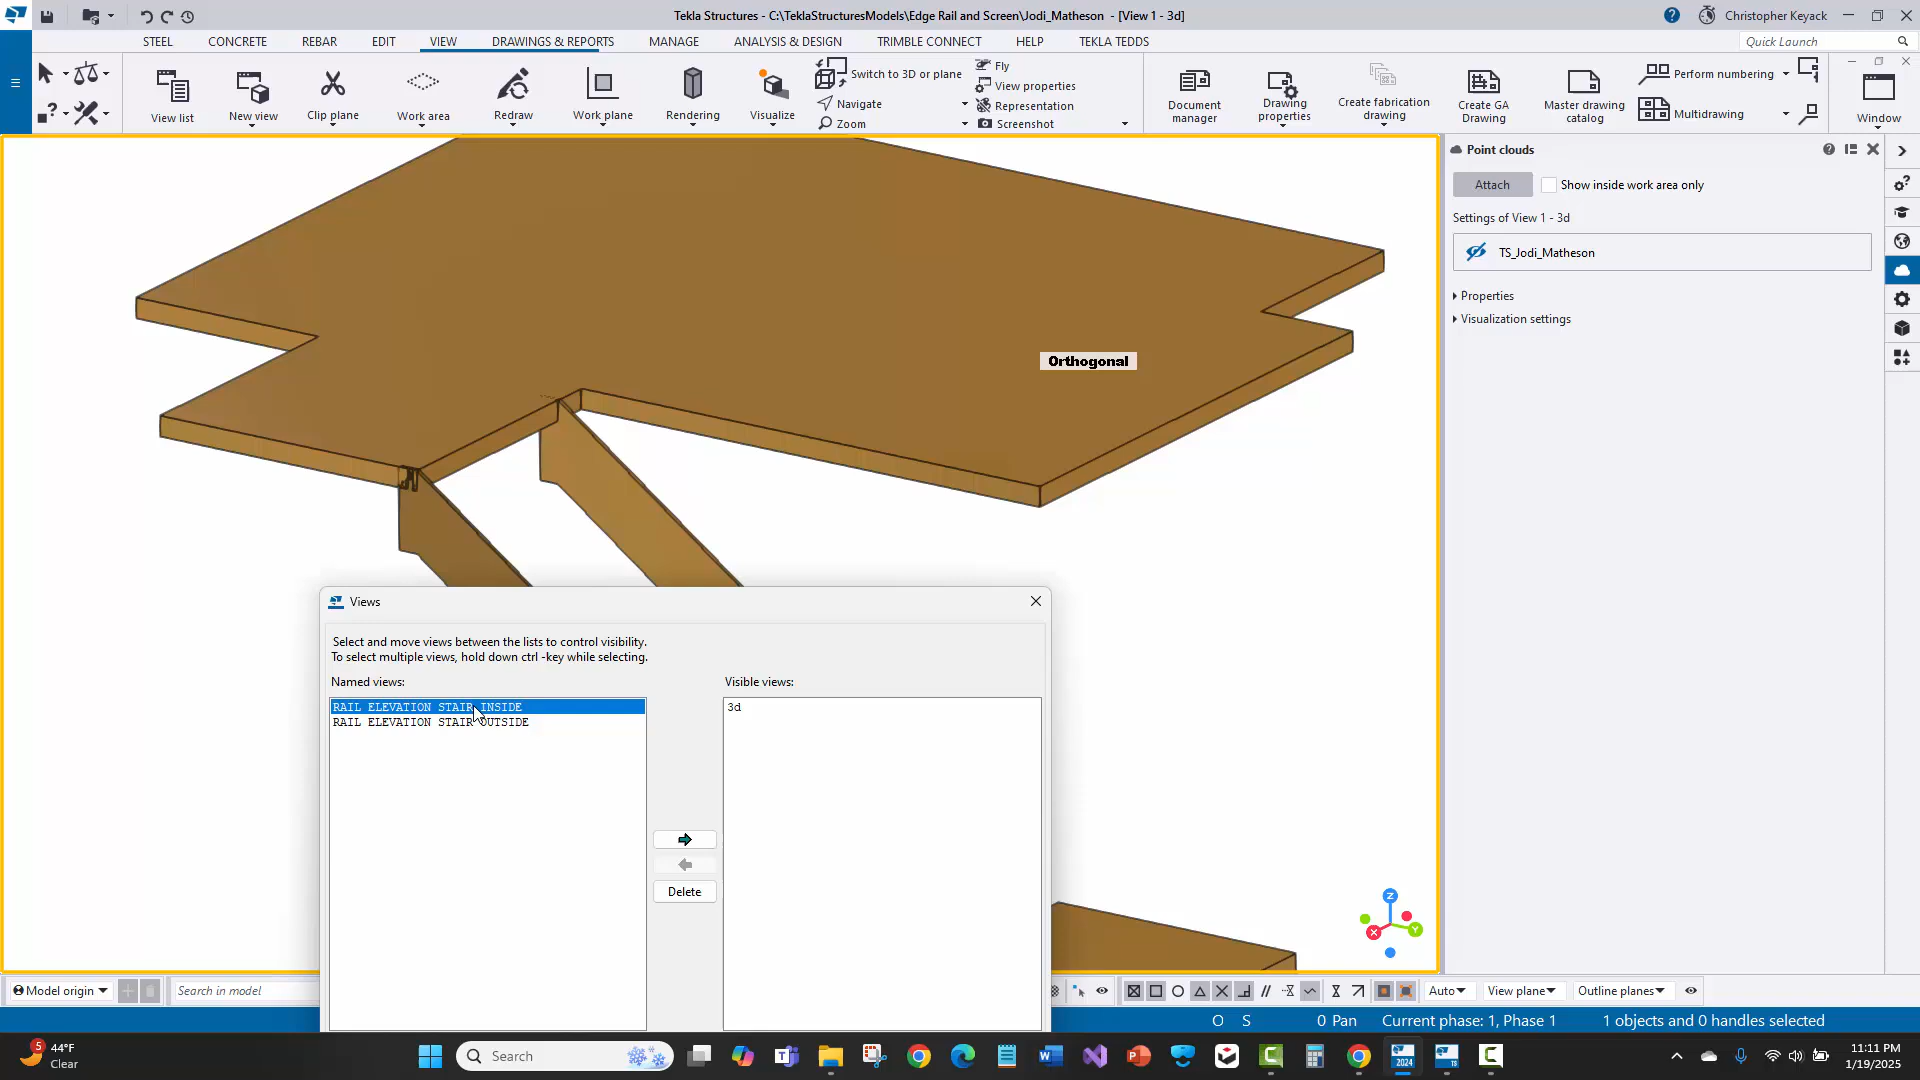 Tekla Structures - C:\TeklaStructuresModels\Edge Rail and Screen\Jodi_Matheson - [View 1 - 3d]
Christopher Keyack
STEEL CONCRETE REBAR EDIT VIEW DRAWINGS & REPORTS MANAGE ANALYSIS & DESIGN TRIMBLE CONNECT HELP TEKLA TEDDS
Quick Launch
View list
New view
Clip plane
Work area
Redraw
Work plane
Rendering
Visualize
Switch to 3D or plane
Navigate
Zoom
Fly
View properties
Representation
Screenshot
Document manager
Drawing properties
Create fabrication drawing
Create GA Drawing
Master drawing catalog
Perform numbering
Multidrawing
Window
Point clouds
Attach
Show inside work area only
Settings of View 1 - 3d
TS_Jodi_Matheson
Properties
Visualization settings
Orthogonal
Views
Select and move views between the lists to control visibility.
To select multiple views, hold down ctrl -key while selecting.
Named views:
Visible views:
RAIL ELEVATION STAIR INSIDE
RAIL ELEVATION STAIR OUTSIDE
3d
Delete
Z
X
Y
Model origin
Search in model
Auto
View plane
Outline planes
O S 0 Pan Current phase: 1, Phase 1 1 objects and 0 handles selected
5
44°F
Clear
Search
2024
TS
11:11 PM
1/19/2025